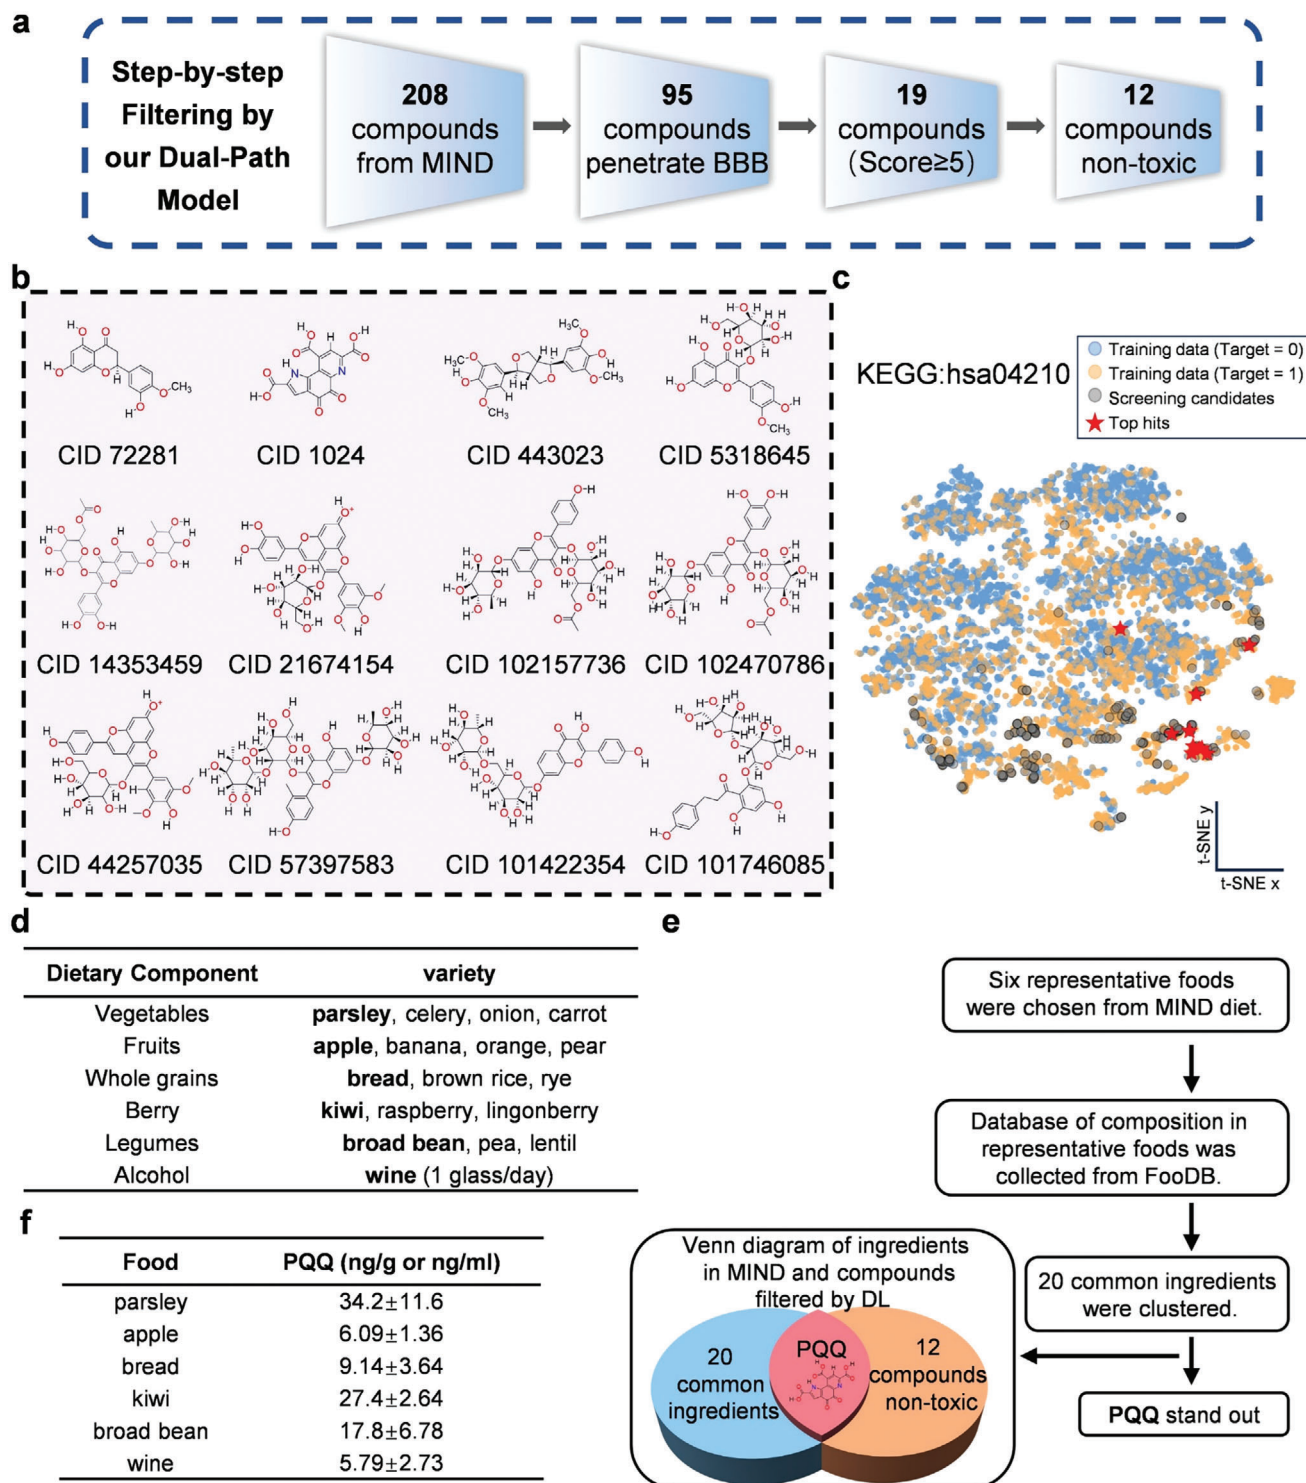 a
Step-by-step
Filtering by
our Dual-Path
Model
208
compounds
from MIND
95
compounds
penetrate BBB
19
compounds
(Score≥5)
12
compounds
non-toxic
b
CID 72281
CID 1024
CID 443023
CID 5318645
CID 14353459
CID 21674154
CID 102157736
CID 102470786
CID 44257035
CID 57397583
CID 101422354
CID 101746085
c
KEGG:hsa04210
Training data (Target = 0)
Training data (Target = 1)
Screening candidates
Top hits
t-SNE y
t-SNE x
d
Dietary Component variety
Vegetables parsley, celery, onion, carrot
Fruits apple, banana, orange, pear
Whole grains bread, brown rice, rye
Berry kiwi, raspberry, lingonberry
Legumes broad bean, pea, lentil
Alcohol wine (1 glass/day)
e
Six representative foods
were chosen from MIND diet.
Database of composition in
representative foods was
collected from FooDB.
20 common ingredients
were clustered.
PQQ stand out
Venn diagram of ingredients
in MIND and compounds
filtered by DL
20
common
ingredients
PQQ
12
compounds
non-toxic
f
Food PQQ (ng/g or ng/ml)
parsley 34.2±11.6
apple 6.09±1.36
bread 9.14±3.64
kiwi 27.4±2.64
broad bean 17.8±6.78
wine 5.79±2.73